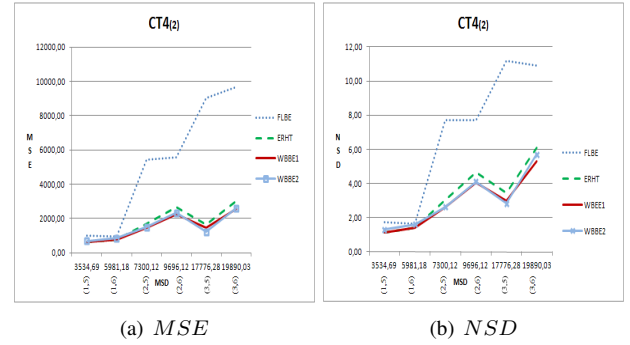 CT4(2)
12000,00
10000,00
8000,00
6000,00
4000,00
2000,00
0,00
M
S
E
3534,69 5981,18 7300,12 9696,12 17776,28 19890,03
(1,5) (1,6) (2,5) (2,6) (3,5) (3,6)
MSD
FLBE
ERHT
WBBE1
WBBE2
(a) MSE
CT4(2)
12,00
10,00
8,00
6,00
4,00
2,00
0,00
N
S
D
3534,69 5981,18 7300,12 9696,12 17776,28 19890,03
(1,5) (1,6) (2,5) (2,6) (3,5) (3,6)
MSD
FLBE
ERHT
WBEE1
WBBE2
(b) NSD